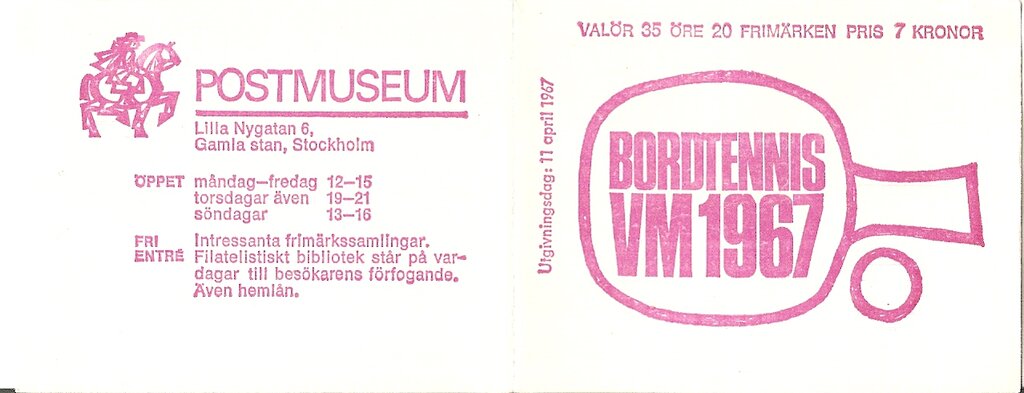 POSTMUSEUM
Lilla Nygatan 6,
Gamla stan, Stockholm
ÖPPET måndag–fredag 12–15
torsdagar även 19–21
söndagar 13–16
FRI ENTRÉ Intressanta frimärkssamlingar.
Filatelistiskt bibliotek står på var-
dagar till besökarens förfogande.
Även hemlån.
VALÖR 35 ÖRE 20 FRIMÄRKEN PRIS 7 KRONOR
Utgivningsdag: 11 april 1967
BORDTENNIS
VM 1967